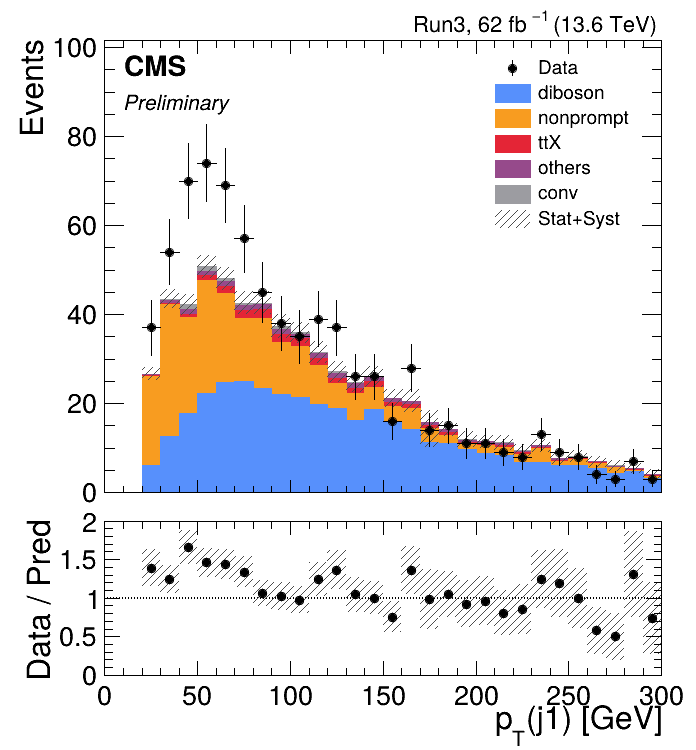 Run3, 62 fb⁻¹ (13.6 TeV)
Events
100
80
60
40
20
0
CMS
Preliminary
Data
diboson
nonprompt
ttX
others
conv
Stat+Syst
Data / Pred
2
1.5
1
0.5
0
0 50 100 150 200 250 300
p_T(j1) [GeV]